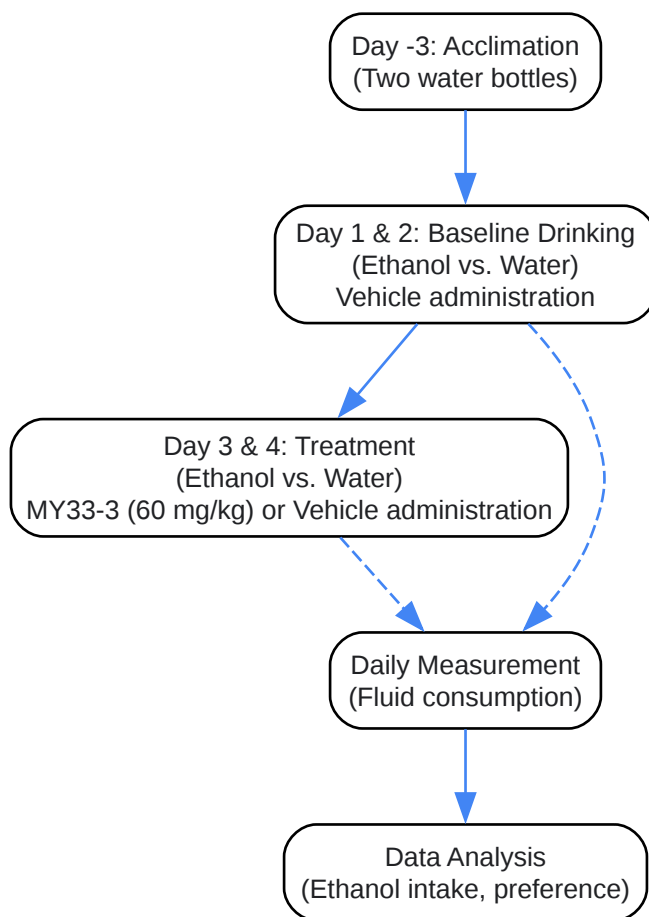 Day -3: Acclimation
(Two water bottles)
Day 1 & 2: Baseline Drinking
(Ethanol vs. Water)
Vehicle administration
Day 3 & 4: Treatment
(Ethanol vs. Water)
MY33-3 (60 mg/kg) or Vehicle administration
Daily Measurement
(Fluid consumption)
Data Analysis
(Ethanol intake, preference)